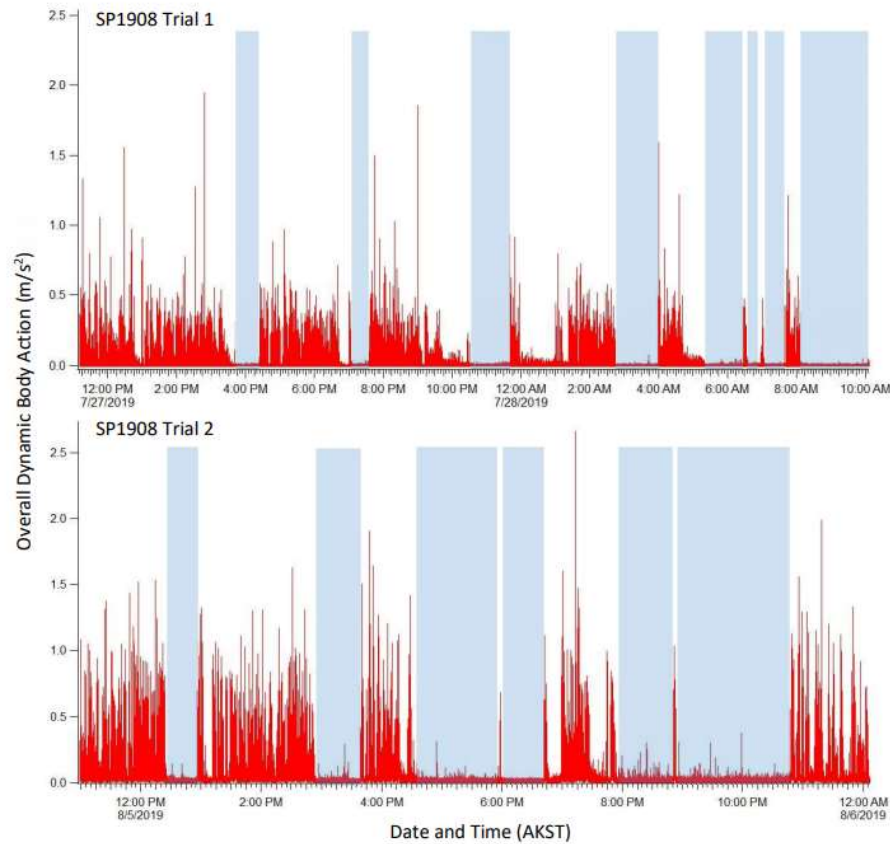 SP1908 Trial 1
2.5
2.0
1.5
1.0
0.5
0.0
12:00 PM 2:00 PM 4:00 PM 6:00 PM 8:00 PM 10:00 PM 12:00 AM 2:00 AM 4:00 AM 6:00 AM 8:00 AM 10:00 AM
7/27/2019 7/28/2019
Overall Dynamic Body Action (m/s²)
SP1908 Trial 2
2.5
2.0
1.5
1.0
0.5
0.0
12:00 PM 2:00 PM 4:00 PM 6:00 PM 8:00 PM 10:00 PM 12:00 AM
8/5/2019 8/6/2019
Date and Time (AKST)